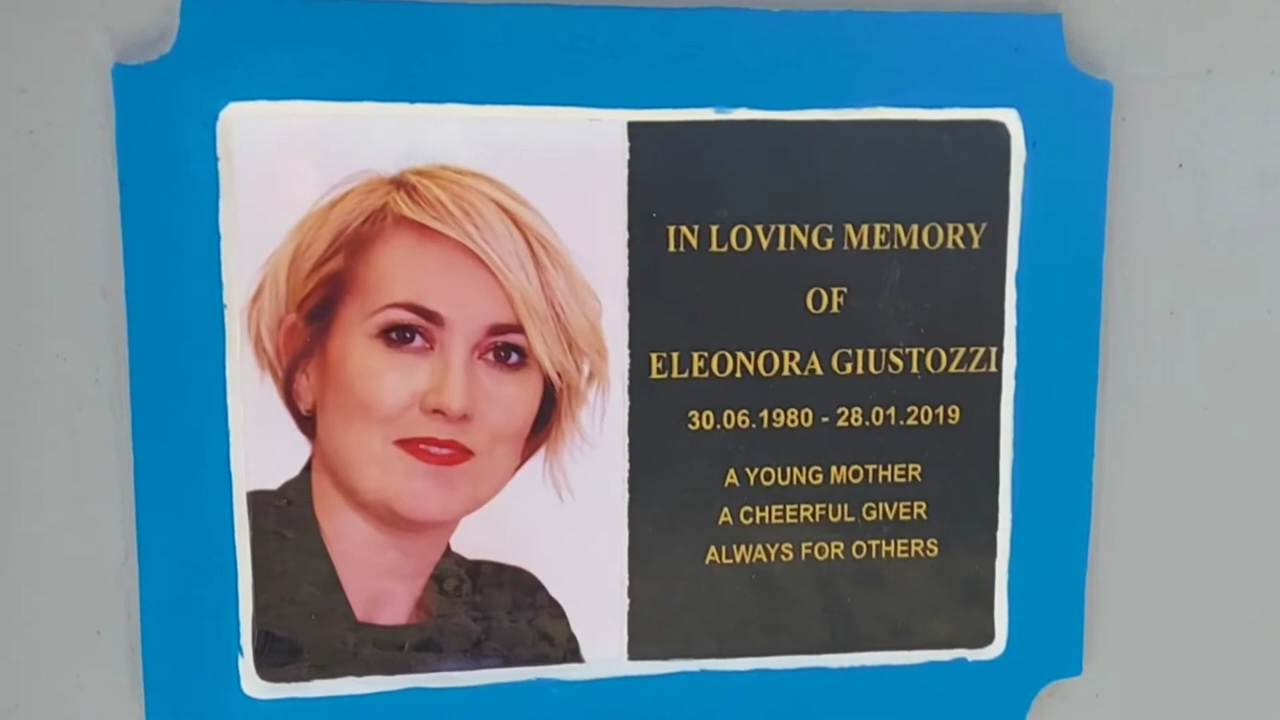 IN LOVING MEMORY
OF
ELEONORA GIUSTOZZI
30.06.1980 - 28.01.2019
A YOUNG MOTHER
A CHEERFUL GIVER
ALWAYS FOR OTHERS